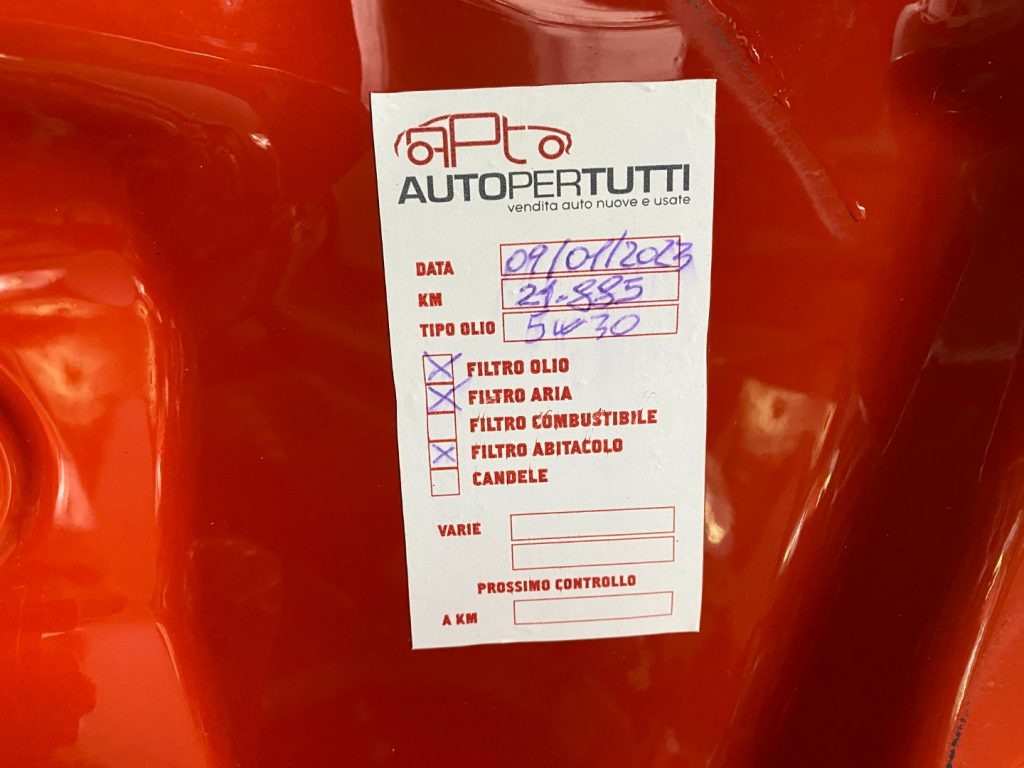 APt
AUTOPERTUTTI
vendita auto nuove e usate
DATA 09/01/2023
KM 21.885
TIPO OLIO 5W30
X FILTRO OLIO
X FILTRO ARIA
FILTRO COMBUSTIBILE
X FILTRO ABITACOLO
CANDELE
VARIE
PROSSIMO CONTROLLO
A KM